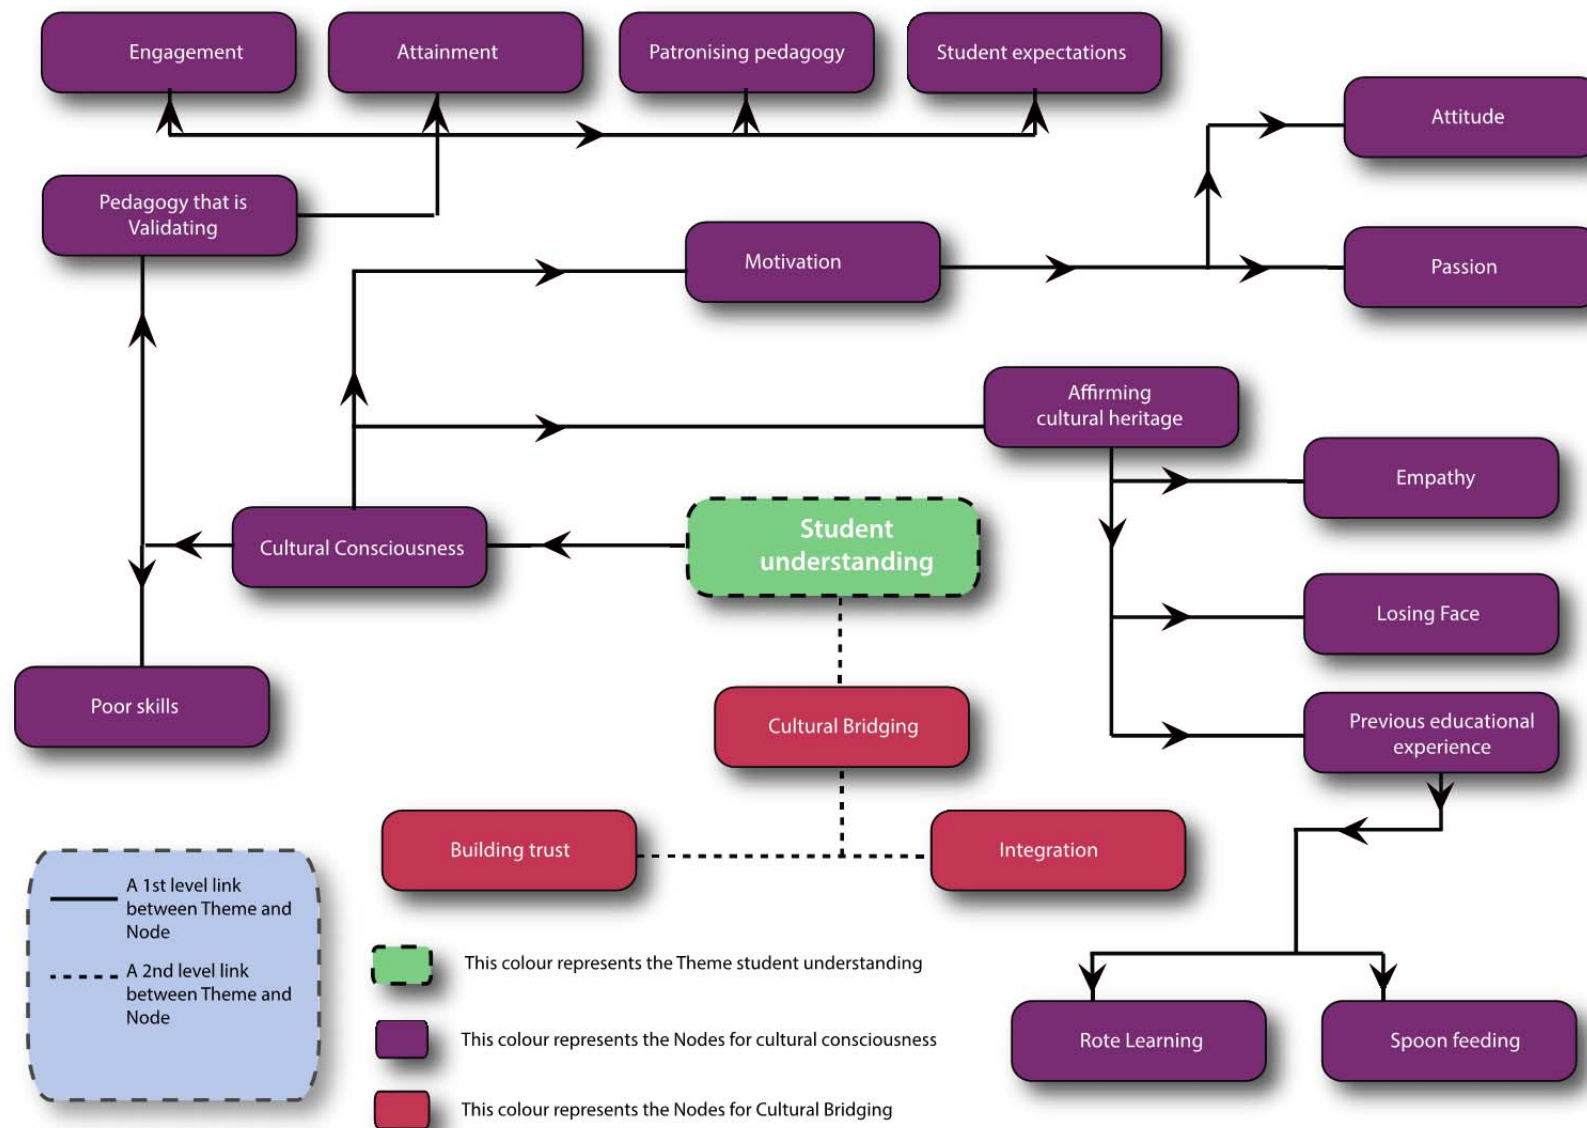 Engagement
Attainment
Patronising pedagogy
Student expectations
Attitude
Pedagogy that is
Validating
Motivation
Passion
Affirming
cultural heritage
Empathy
Student
understanding
Cultural Consciousness
Losing Face
Poor skills
Cultural Bridging
Previous educational
experience
Building trust
Integration
A 1st level link
between Theme and
Node
A 2nd level link
between Theme and
Node
This colour represents the Theme student understanding
This colour represents the Nodes for cultural consciousness
This colour represents the Nodes for Cultural Bridging
Rote Learning
Spoon feeding